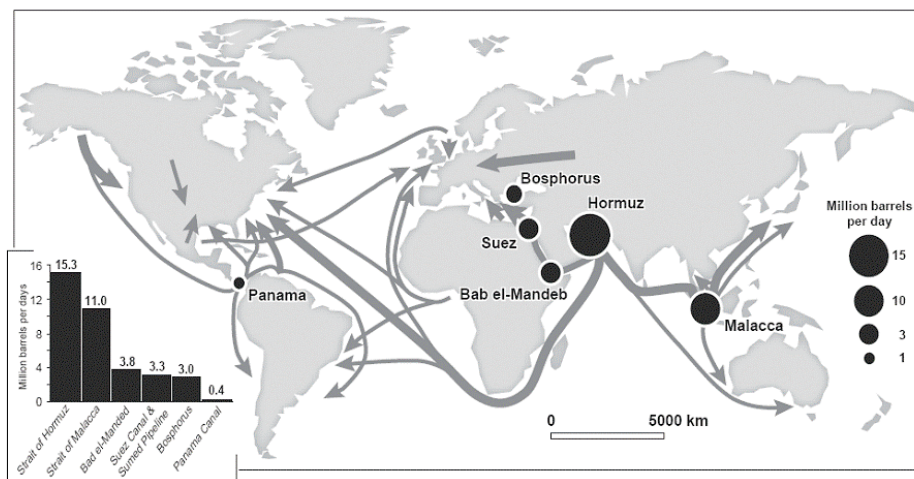 Bosphorus
Hormuz
Suez
Bab el-Mandeb
Malacca
Panama
Million barrels
per day
15
10
3
1
0
5000 km
Million barrels per days
16
12
8
4
0
15.3
11.0
3.8
3.3
3.0
0.4
Strait of Hormuz
Strait of Malacca
Bad el-Manded
Suez Canal &
Sumed Pipeline
Bosphorus
Panama Canal